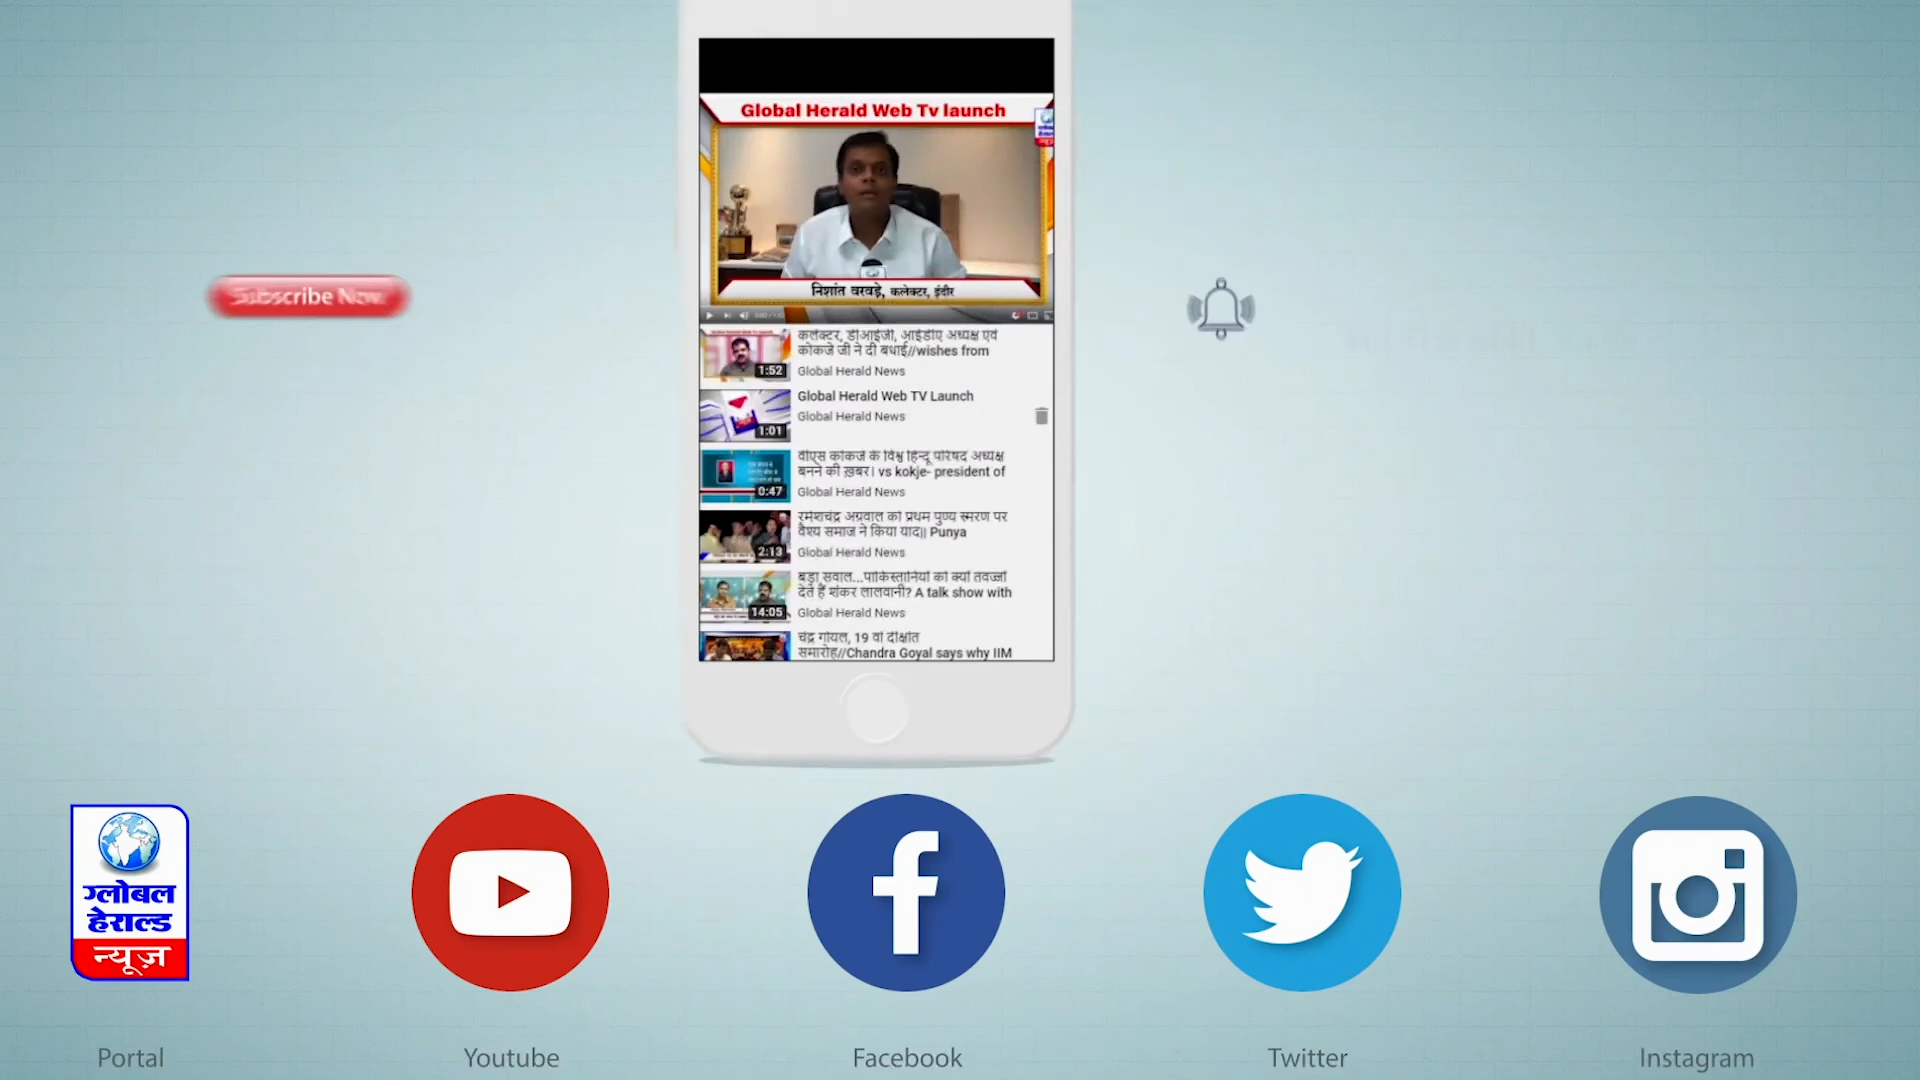 Global Herald Web Tv launch
निशांत वरवड़े, कलेक्टर, इंदौर
Subscribe Now
कलेक्टर, डीआईजी, आईडीए अध्यक्ष एवं
कोकजे जी ने दी बधाई//wishes from
Global Herald News
1:52
Global Herald Web TV Launch
Global Herald News
1:01
वीएस कोकजे के विश्व हिन्दू परिषद अध्यक्ष
बनने की ख़बर। vs kokje- president of
Global Herald News
0:47
रमेशचंद्र अग्रवाल को प्रथम पुण्य स्मरण पर
वैश्य समाज ने किया याद|| Punya
Global Herald News
2:13
बड़ा सवाल...पाकिस्तानियों को क्यों तवज्जो
देते हैं शंकर लालवानी? A talk show with
Global Herald News
14:05
चंद्र गोयल, 19 वां दीक्षांत
समारोह//Chandra Goyal says why IIM
ग्लोबल
हेराल्ड
न्यूज़
Portal
Youtube
Facebook
Twitter
Instagram